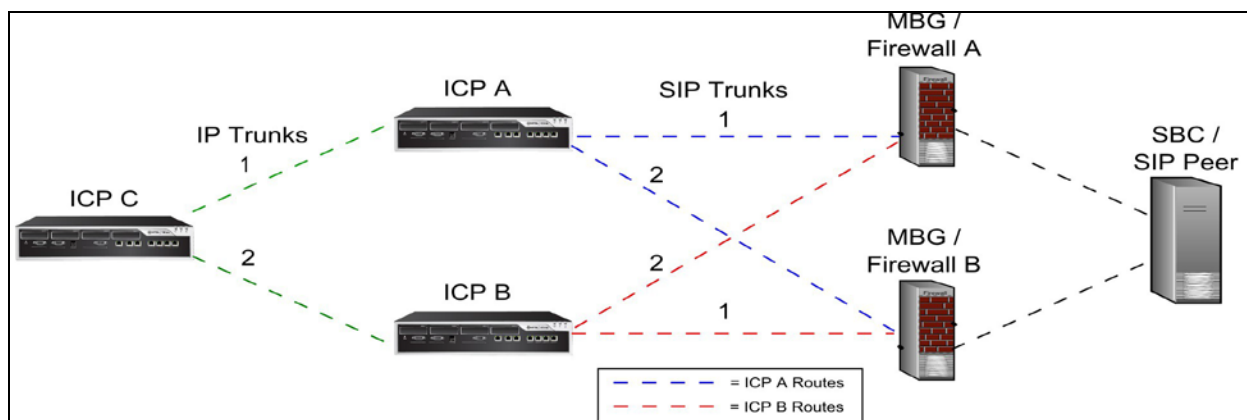 MBG /
Firewall A
ICP A
SIP Trunks
1
IP Trunks
1
2
SBC /
SIP Peer
ICP C
MBG /
Firewall B
2
2
ICP B
1
= ICP A Routes
= ICP B Routes